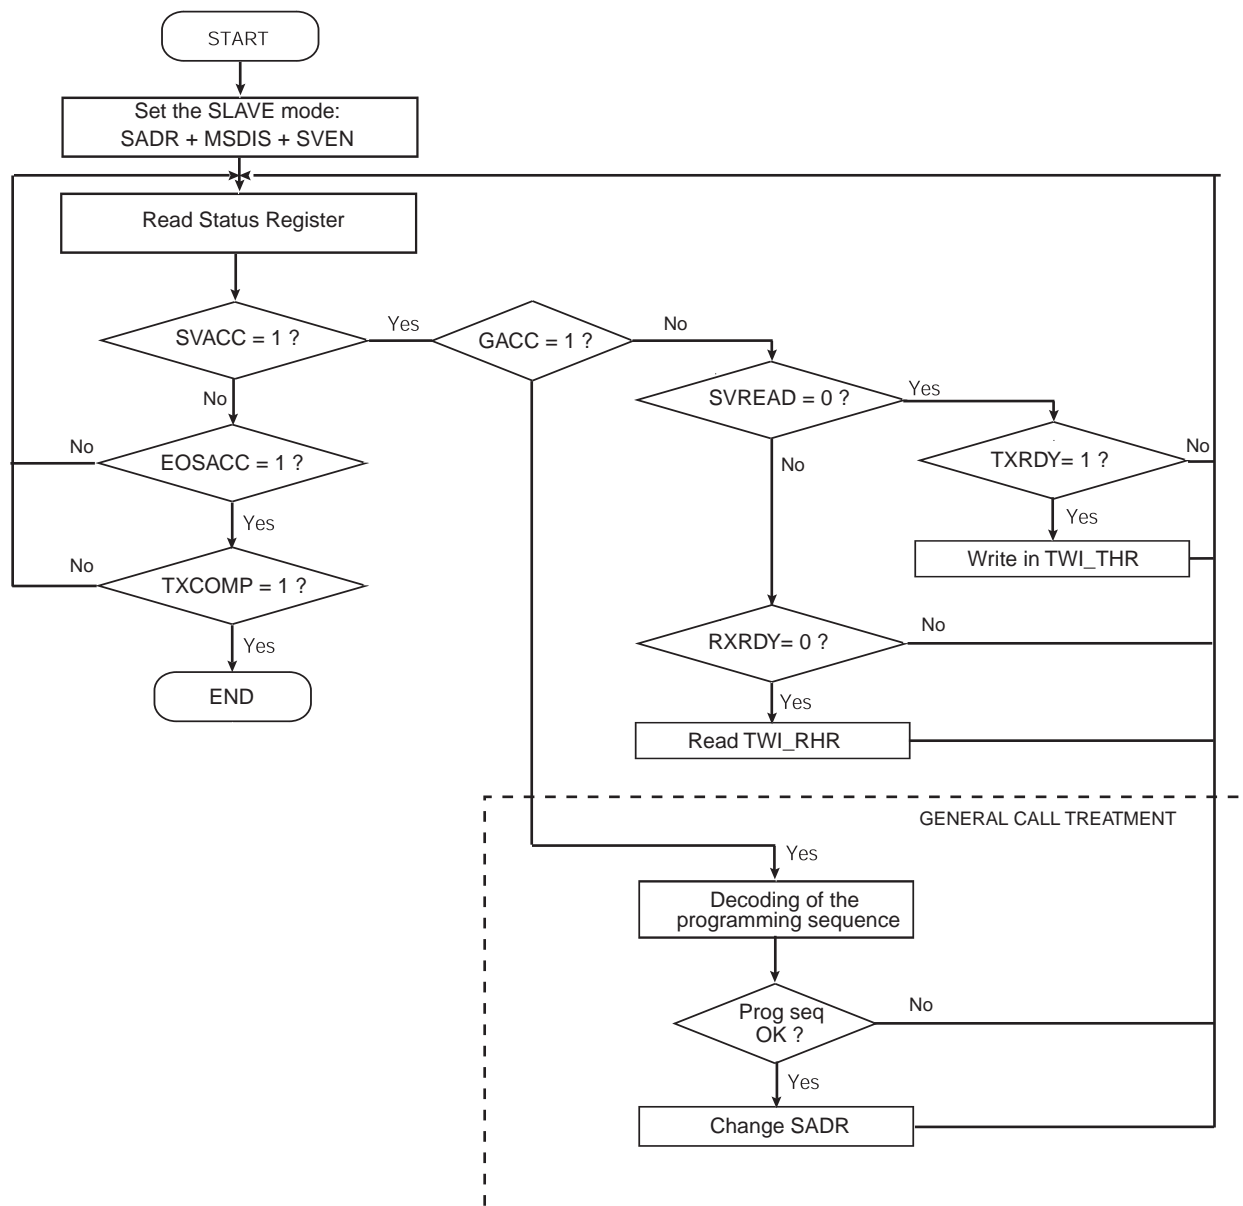 START
Set the SLAVE mode:
SADR + MSDIS + SVEN
Read Status Register
SVACC = 1 ?
Yes
GACC = 1 ?
No
SVREAD = 0 ?
Yes
No
EOSACC = 1 ?
No
TXRDY= 1 ?
No
No
Yes
Yes
Write in TWI_THR
TXCOMP = 1 ?
No
RXRDY= 0 ?
No
Yes
END
Yes
Read TWI_RHR
GENERAL CALL TREATMENT
Yes
Decoding of the
programming sequence
Prog seq
OK ?
No
Yes
Change SADR